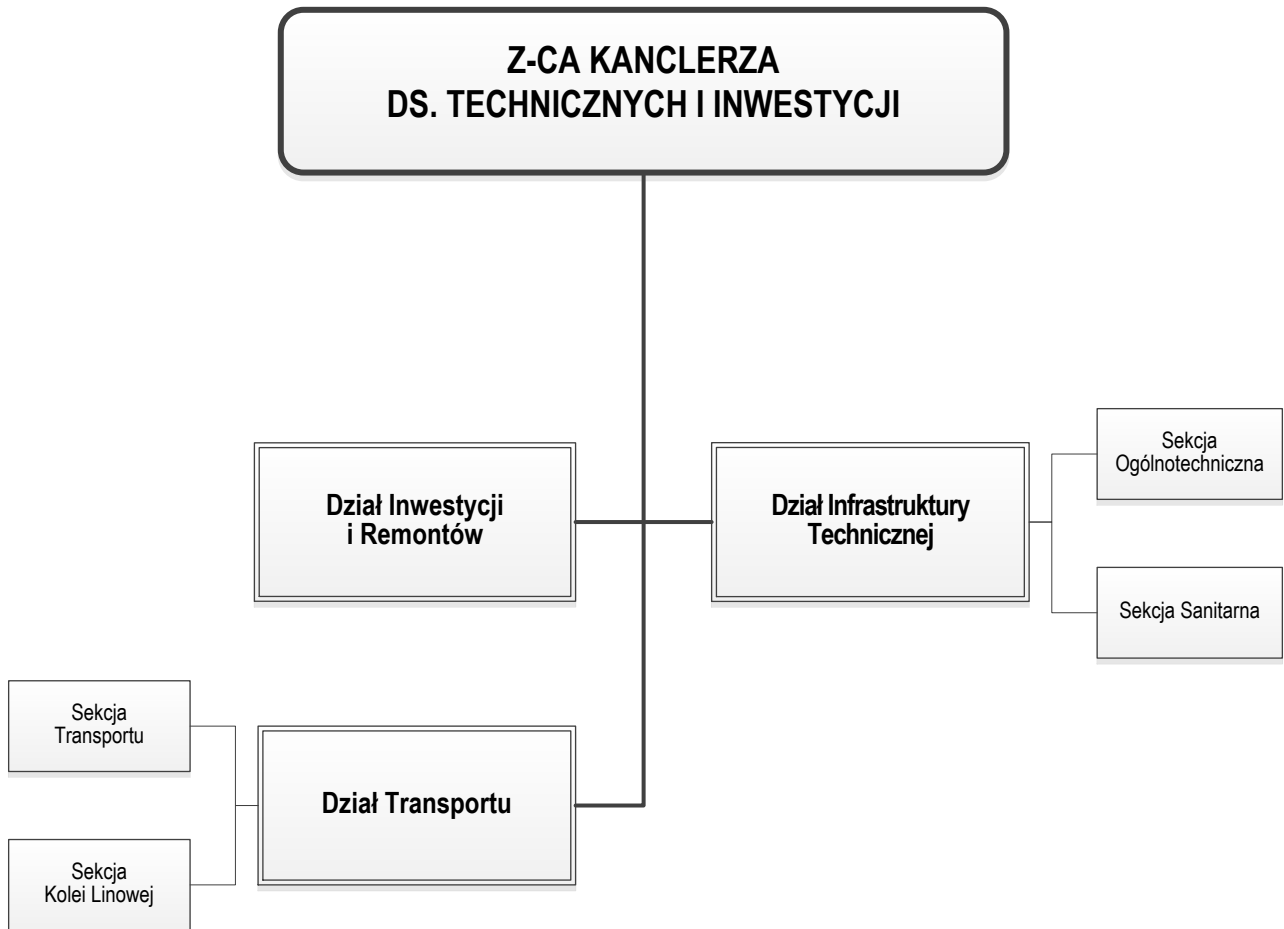 Z-CA KANCLERZA
DS. TECHNICZNYCH I INWESTYCJI
Dział Inwestycji
i Remontów
Dział Infrastruktury
Technicznej
Sekcja
Ogólnotechniczna
Sekcja Sanitarna
Sekcja
Transportu
Dział Transportu
Sekcja
Kolei Linowej